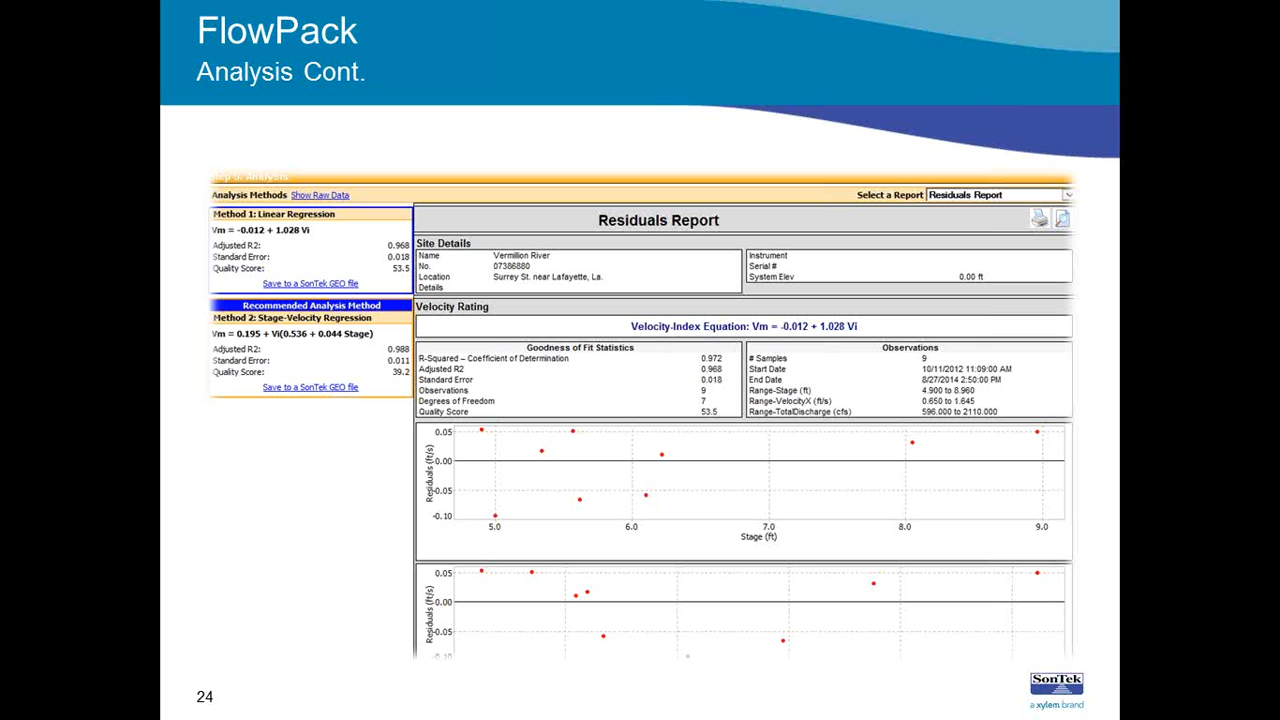 FlowPack
Analysis Cont.
Analysis Methods Show Raw Data
Select a Report Residuals Report
Method 1: Linear Regression
Vm = -0.012 + 1.028 Vi
Adjusted R2: 0.968
Standard Error: 0.018
Quality Score: 53.5
Save to a SonTek GEO file
Recommended Analysis Method
Method 2: Stage-Velocity Regression
Vm = 0.195 + Vi(0.536 + 0.044 Stage)
Adjusted R2: 0.988
Standard Error: 0.011
Quality Score: 39.2
Save to a SonTek GEO file
Residuals Report
Site Details
Name Vermillion River
No. 07386880
Location Surrey St. near Lafayette, La.
Details
Instrument
Serial #
System Elev 0.00 ft
Velocity Rating
Velocity-Index Equation: Vm = -0.012 + 1.028 Vi
Goodness of Fit Statistics
R-Squared – Coefficient of Determination 0.972
Adjusted R2 0.968
Standard Error 0.018
Observations 9
Degrees of Freedom 7
Quality Score 53.5
Observations
# Samples 9
Start Date 10/11/2012 11:09:00 AM
End Date 8/27/2014 2:50:00 PM
Range-Stage (ft) 4.900 to 8.960
Range-VelocityX (ft/s) 0.650 to 1.645
Range-TotalDischarge (cfs) 596.000 to 2110.000
Residuals (ft/s)
0.05
-0.00
-0.05
-0.10
5.0 6.0 7.0 8.0 9.0
Stage (ft)
Residuals (ft/s)
0.05
-0.00
-0.05
-0.10
24
SonTek
a xylem brand